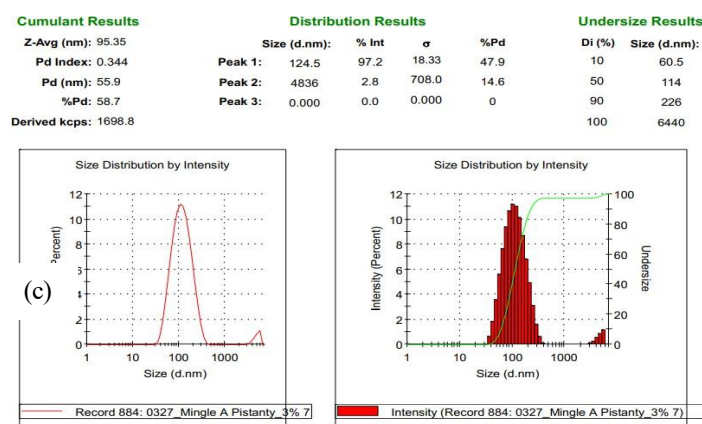 Cumulant Results
Z-Avg (nm): 95.35
Pd Index: 0.344
Pd (nm): 55.9
%Pd: 58.7
Derived kcps: 1698.8
Distribution Results
Size (d.nm): % Int σ %Pd
Peak 1: 124.5 97.2 18.33 47.9
Peak 2: 4836 2.8 708.0 14.6
Peak 3: 0.000 0.0 0.000 0
Undersize Results
Di (%) Size (d.nm):
10 60.5
50 114
90 226
100 6440
(c)
Size Distribution by Intensity
12
10
8
6
4
2
0
1 10 100 1000
Size (d.nm)
Record 884: 0327_Mingle A Pistanty_3% 7
Size Distribution by Intensity
Intensity (Percent)
12
10
8
6
4
2
0
1 10 100 1000
Size (d.nm)
100
80
60
40
20
0
Undersize
Intensity (Record 884: 0327_Mingle A Pistanty_3% 7)